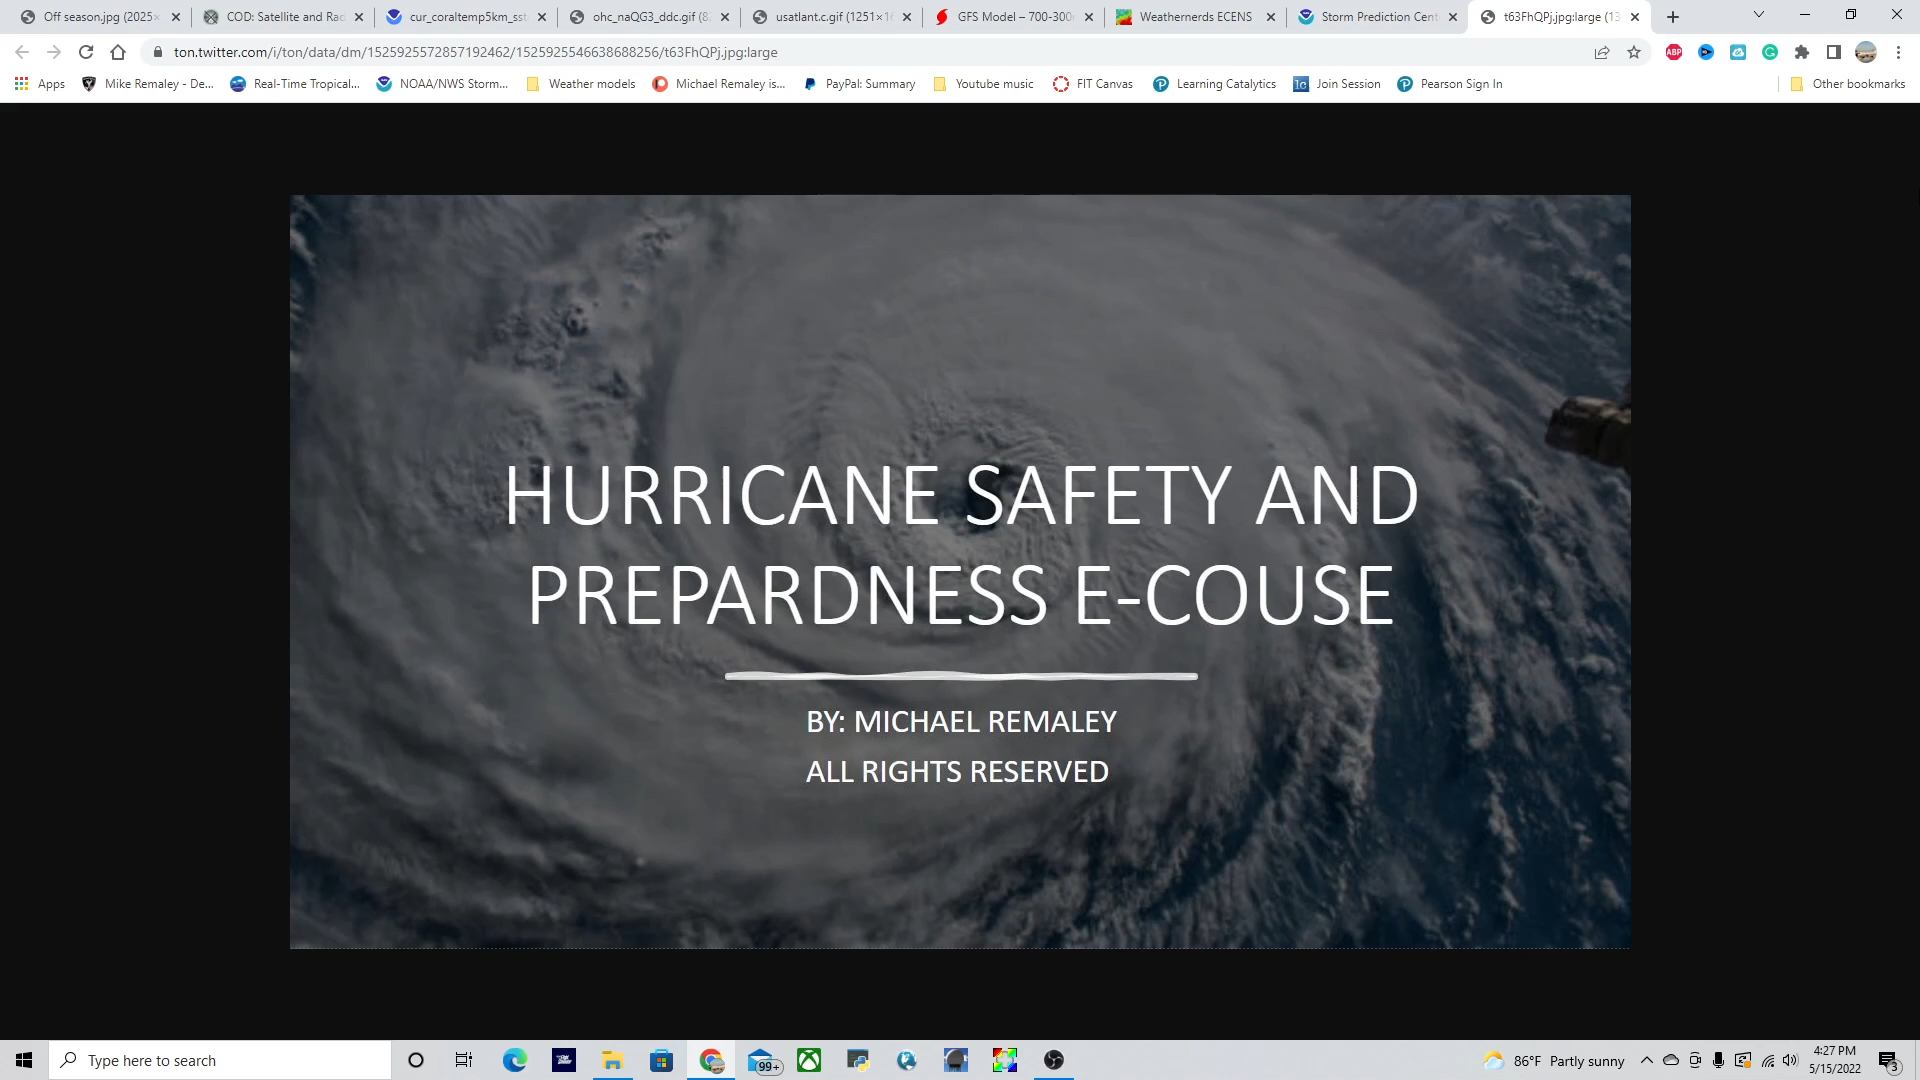 Off season.jpg (2025×
COD: Satellite and Rad
cur_coraltemp5km_sst
ohc_naQG3_ddc.gif (8
usatlant.c.gif (1251×1
GFS Model – 700-300
Weathernerds ECENS
Storm Prediction Cent
t63FhQPj.jpg:large (13
ton.twitter.com/i/ton/data/dm/1525925572857192462/1525925546638688256/t63FhQPj.jpg:large
ABP
Apps
Mike Remaley - De...
Real-Time Tropical...
NOAA/NWS Storm...
Weather models
Michael Remaley is...
PayPal: Summary
Youtube music
FIT Canvas
Learning Catalytics
lc
Join Session
Pearson Sign In
Other bookmarks
HURRICANE SAFETY AND
PREPARDNESS E-COUSE
BY: MICHAEL REMALEY
ALL RIGHTS RESERVED
Type here to search
99+
86°F Partly sunny
4:27 PM
5/15/2022
3